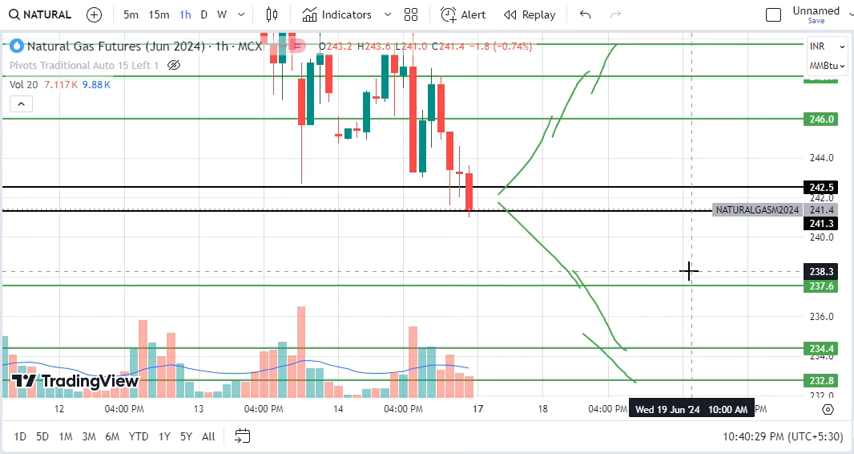 NATURAL 5m 15m 1h D W Indicators Alert Replay Unnamed
Save
Natural Gas Futures (Jun 2024) · 1h · MCX O243.2 H243.6 L241.0 C241.4 −1.8 (−0.74%) INR
Pivots Traditional Auto 15 Left 1 MMBtu
Vol 20 7.117K 9.88K
246.0
244.0
242.5
242.0
NATURALGASM2024 241.4
241.3
240.0
238.3
237.6
236.0
234.4
234.0
232.8
232.0
TradingView
12 04:00 PM 13 04:00 PM 14 04:00 PM 17 18 04:00 PM Wed 19 Jun '24 10:00 AM PM
1D 5D 1M 3M 6M YTD 1Y 5Y All 10:40:29 PM (UTC+5:30)